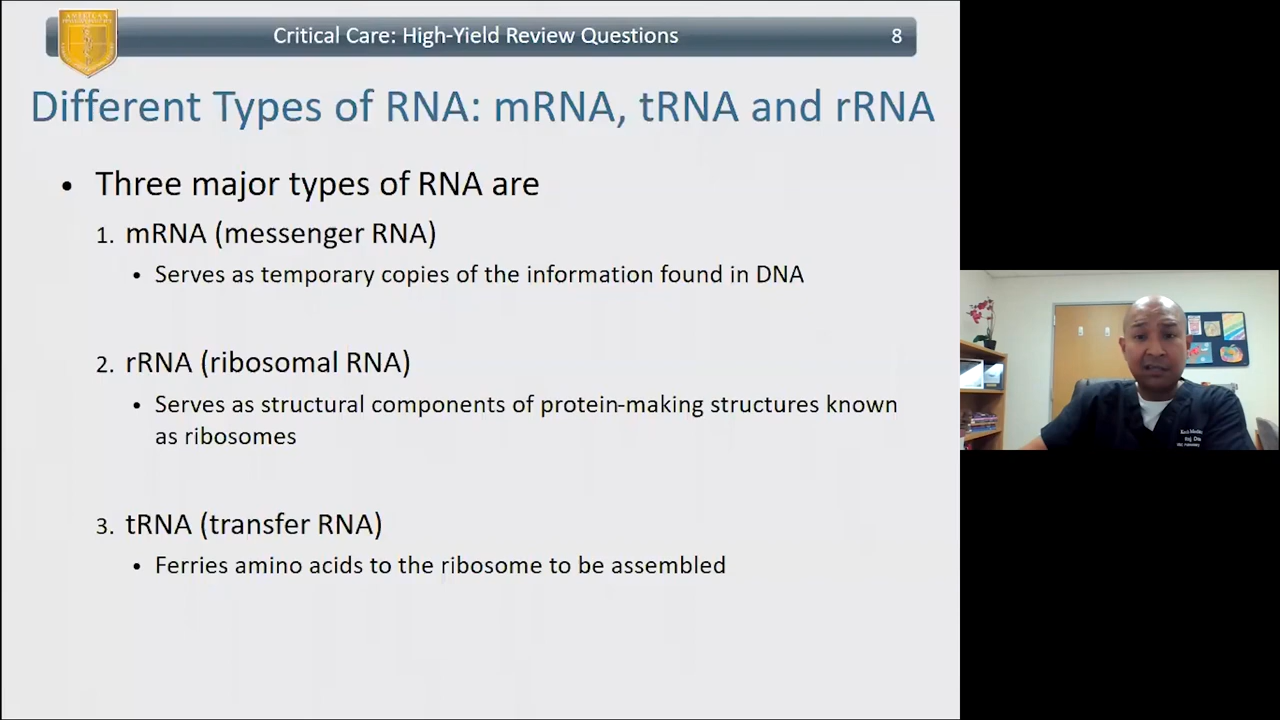 Critical Care: High-Yield Review Questions 8
Different Types of RNA: mRNA, tRNA and rRNA
• Three major types of RNA are
1. mRNA (messenger RNA)
• Serves as temporary copies of the information found in DNA
2. rRNA (ribosomal RNA)
• Serves as structural components of protein-making structures known
as ribosomes
3. tRNA (transfer RNA)
• Ferries amino acids to the ribosome to be assembled